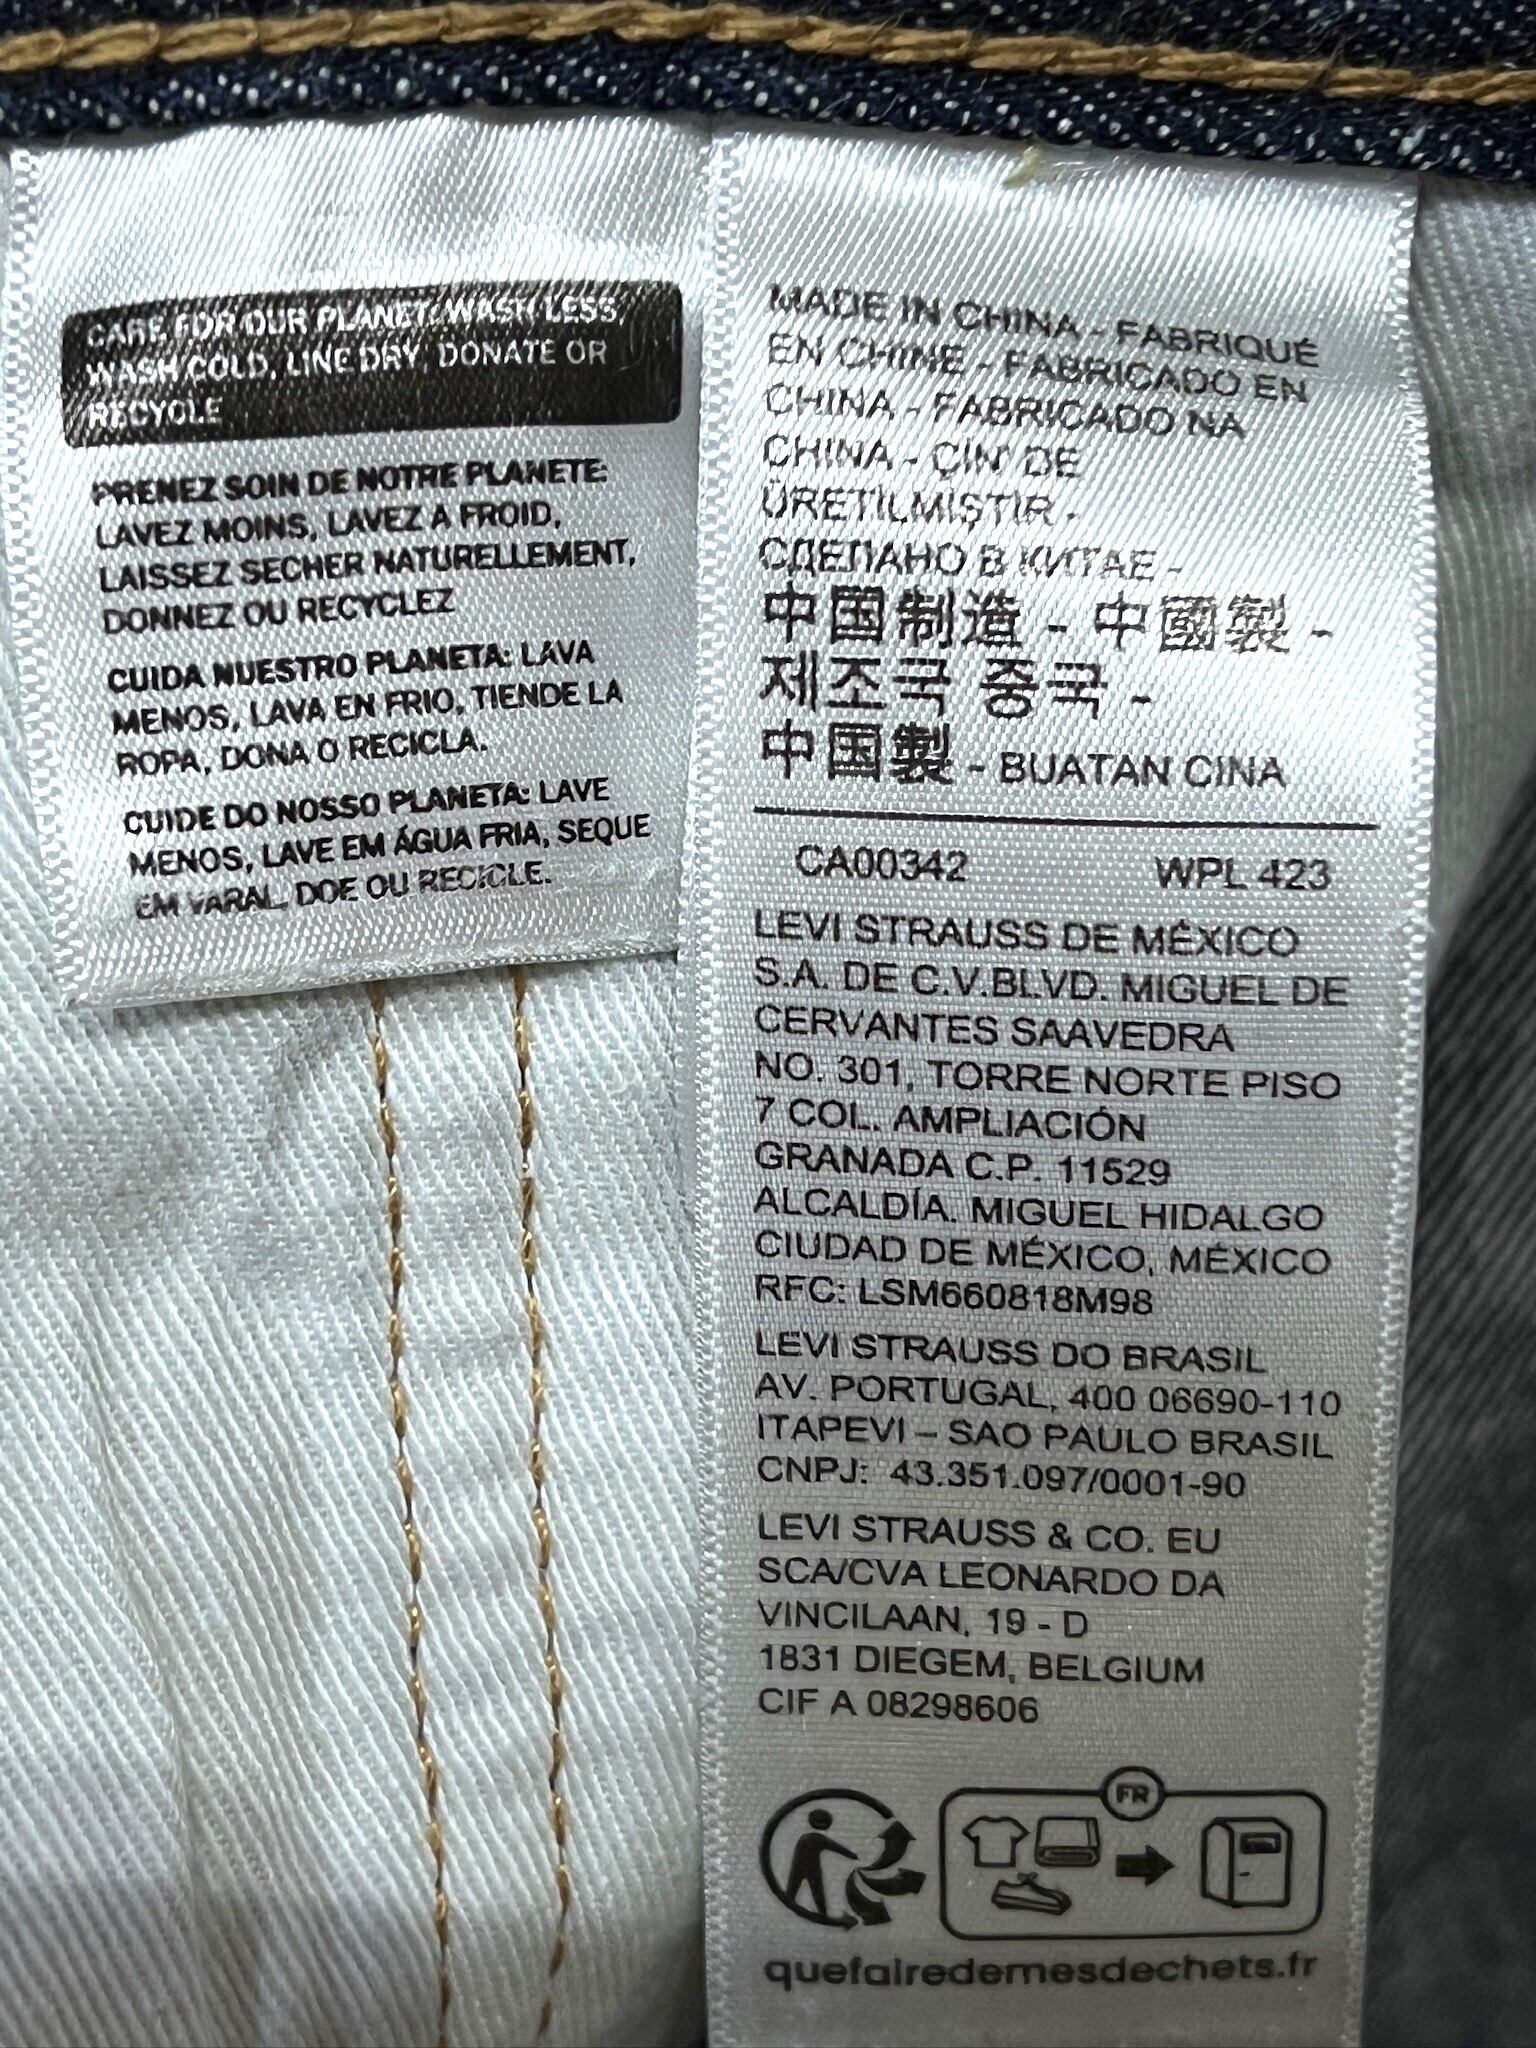 CARE FOR OUR PLANET: WASH LESS,
WASH COLD, LINE DRY, DONATE OR
RECYCLE
PRENEZ SOIN DE NOTRE PLANETE:
LAVEZ MOINS, LAVEZ A FROID,
LAISSEZ SECHER NATURELLEMENT,
DONNEZ OU RECYCLEZ
CUIDA NUESTRO PLANETA: LAVA
MENOS, LAVA EN FRIO, TIENDE LA
ROPA, DONA O RECICLA.
CUIDE DO NOSSO PLANETA: LAVE
MENOS, LAVE EM ÁGUA FRIA, SEQUE
EM VARAL, DOE OU RECICLE.
MADE IN CHINA - FABRIQUÉ
EN CHINE - FABRICADO EN
CHINA - FABRICADO NA
CHINA - ÇİN' DE
ÜRETİLMİŞTİR -
СДЕЛАНО В КИТАЕ -
中国制造 - 中國製 -
제조국 중국 -
中国製 - BUATAN CINA
CA00342 WPL 423
LEVI STRAUSS DE MÉXICO
S.A. DE C.V.BLVD. MIGUEL DE
CERVANTES SAAVEDRA
NO. 301, TORRE NORTE PISO
7 COL. AMPLIACIÓN
GRANADA C.P. 11529
ALCALDÍA. MIGUEL HIDALGO
CIUDAD DE MÉXICO, MÉXICO
RFC: LSM660818M98
LEVI STRAUSS DO BRASIL
AV. PORTUGAL, 400 06690-110
ITAPEVI – SAO PAULO BRASIL
CNPJ: 43.351.097/0001-90
LEVI STRAUSS & CO. EU
SCA/CVA LEONARDO DA
VINCILAAN, 19 - D
1831 DIEGEM, BELGIUM
CIF A 08298606
FR
quefairedemesdechets.fr